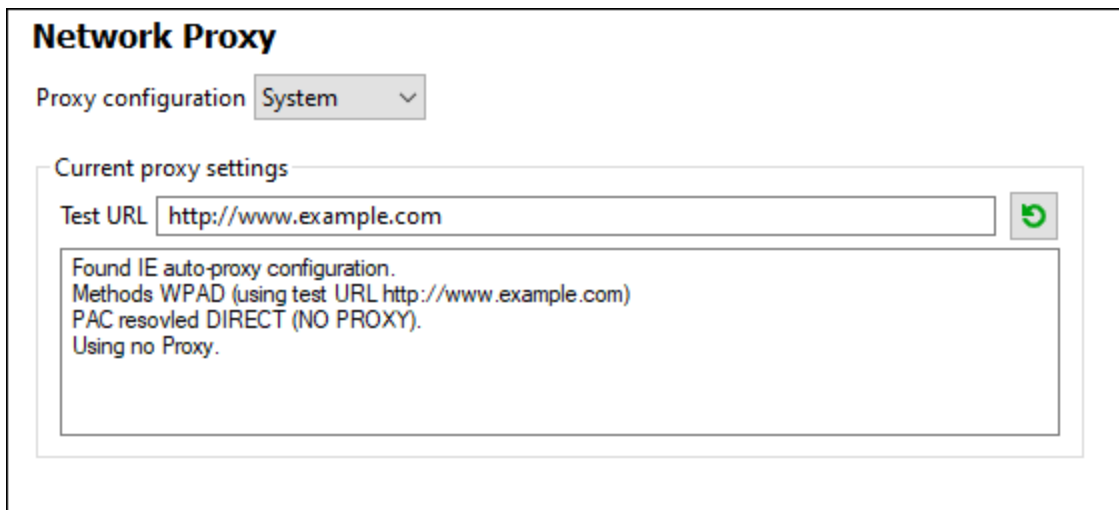 Network Proxy
Proxy configuration System
Current proxy settings
Test URL http://www.example.com
Found IE auto-proxy configuration.
Methods WPAD (using test URL http://www.example.com)
PAC resovled DIRECT (NO PROXY).
Using no Proxy.